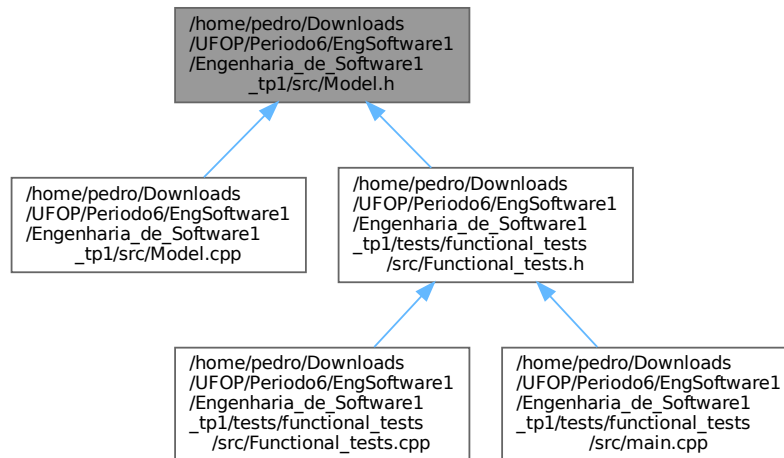 /home/pedro/Downloads
/UFOP/Periodo6/EngSoftware1
/Engenharia_de_Software1
_tp1/src/Model.h
/home/pedro/Downloads
/UFOP/Periodo6/EngSoftware1
/Engenharia_de_Software1
_tp1/src/Model.cpp
/home/pedro/Downloads
/UFOP/Periodo6/EngSoftware1
/Engenharia_de_Software1
_tp1/tests/functional_tests
/src/Functional_tests.h
/home/pedro/Downloads
/UFOP/Periodo6/EngSoftware1
/Engenharia_de_Software1
_tp1/tests/functional_tests
/src/Functional_tests.cpp
/home/pedro/Downloads
/UFOP/Periodo6/EngSoftware1
/Engenharia_de_Software1
_tp1/tests/functional_tests
/src/main.cpp